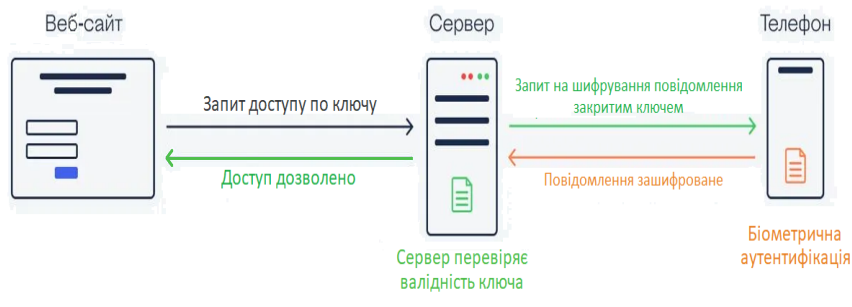 Веб-сайт
Сервер
Телефон
Запит доступу по ключу
Доступ дозволено
Запит на шифрування повідомлення
закритим ключем
Повідомлення зашифроване
Сервер перевіряє
валідність ключа
Біометрична
аутентифікація